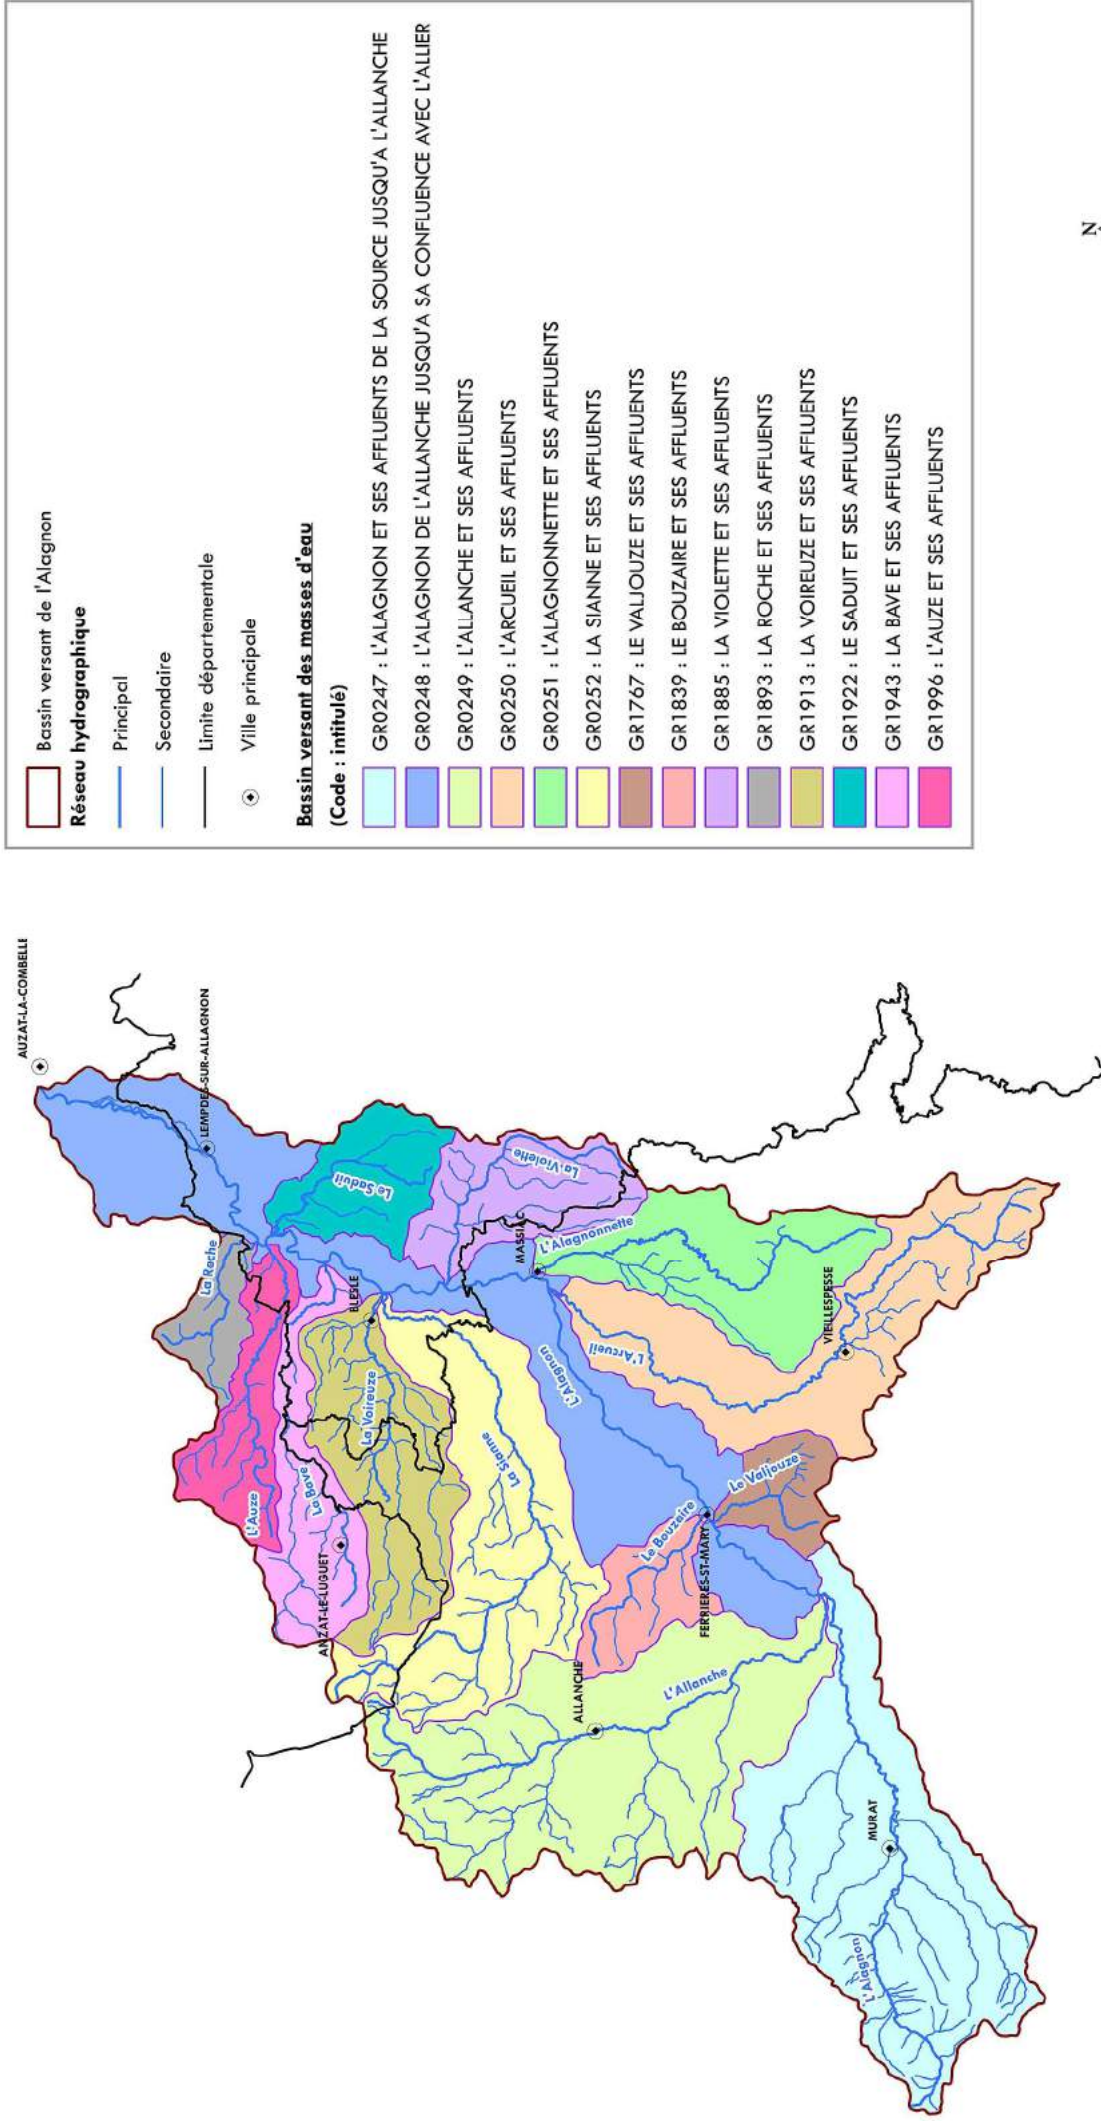 Bassin versant de l'Alagnon
Réseau hydrographique
Principal
Secondaire
Limite départementale
Ville principale
Bassin versant des masses d'eau
(Code : intitulé)
GR0247 : L'ALAGNON ET SES AFFLUENTS DE LA SOURCE JUSQU'A L'ALLANCHE
GR0248 : L'ALAGNON DE L'ALLANCHE JUSQU'A SA CONFLUENCE AVEC L'ALLIER
GR0249 : L'ALLANCHE ET SES AFFLUENTS
GR0250 : L'ARCUEIL ET SES AFFLUENTS
GR0251 : L'ALAGNONNETTE ET SES AFFLUENTS
GR0252 : LA SIANNE ET SES AFFLUENTS
GR1767 : LE VALJOUZE ET SES AFFLUENTS
GR1839 : LE BOUZAIRE ET SES AFFLUENTS
GR1885 : LA VIOLETTE ET SES AFFLUENTS
GR1893 : LA ROCHE ET SES AFFLUENTS
GR1913 : LA VOIREUZE ET SES AFFLUENTS
GR1922 : LE SADUIT ET SES AFFLUENTS
GR1943 : LA BAVE ET SES AFFLUENTS
GR1996 : L'AUZE ET SES AFFLUENTS
N
AUZAT-LA-COMBELLE
LEMPDES-SUR-ALLAGNON
La Roche
Le Saduit
L'Auze
La Bave
BLESLE
La Voireuze
ANZAT-LE-LUGUET
La Violette
La Sianne
MASSIAC
L'Alagnonnette
L'Alagnon
L'Arcueil
ALLANCHE
Le Bouzaire
L'Allanche
FERRIERES-ST-MARY
Le Valjouze
VIEILLESPESSE
MURAT
L'Alagnon